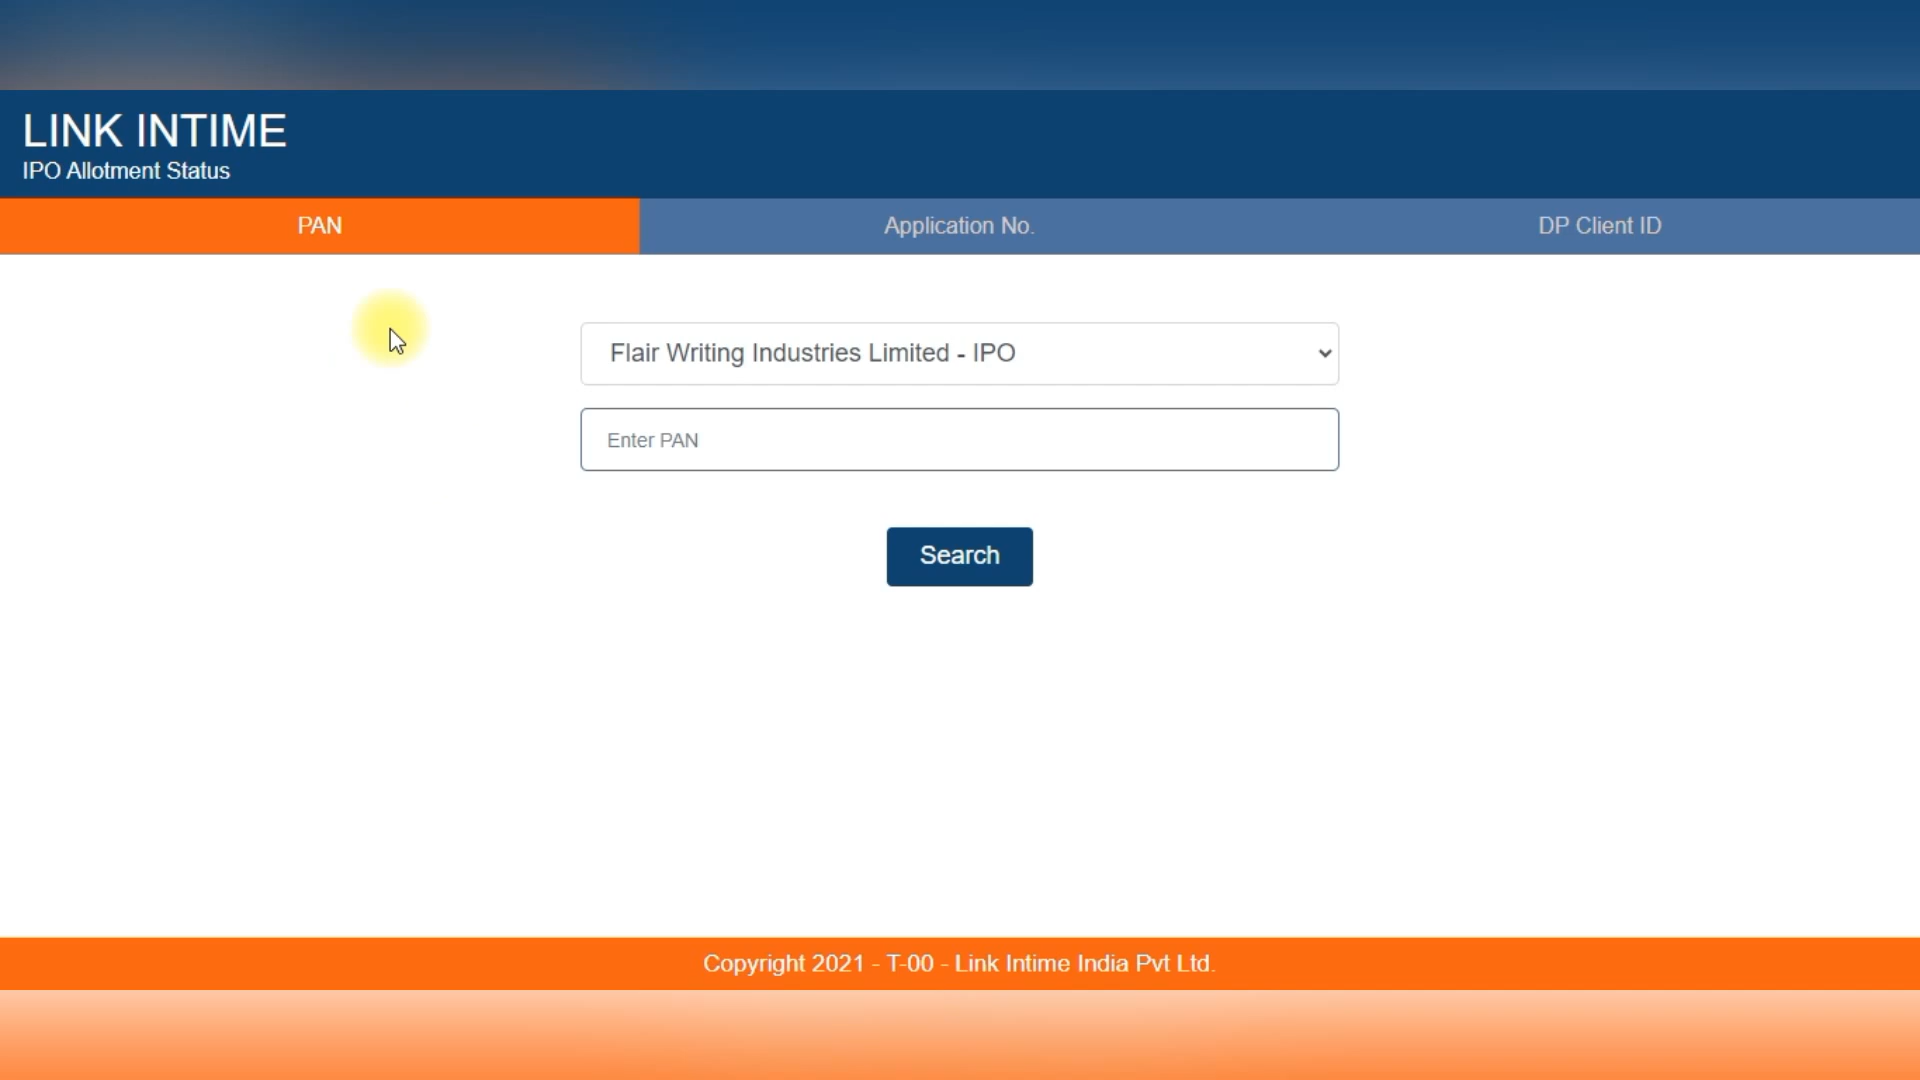 LINK INTIME
IPO Allotment Status
PAN
Application No.
DP Client ID
Flair Writing Industries Limited - IPO
Enter PAN
Search
Copyright 2021 - T-00 - Link Intime India Pvt Ltd.